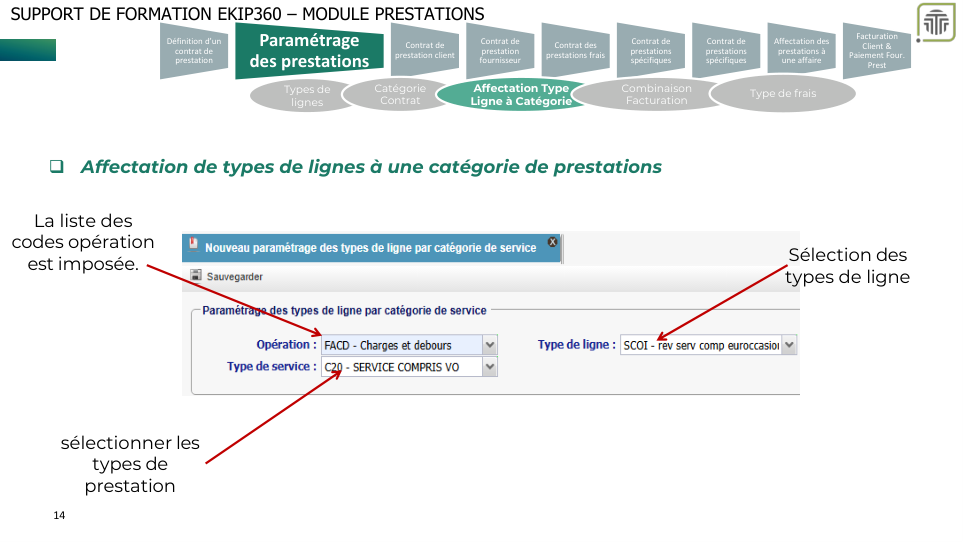 SUPPORT DE FORMATION EKIP360 – MODULE PRESTATIONS
Définition d'un
contrat de
prestation
Paramétrage
des prestations
Contrat de
prestation client
Contrat de
prestation
fournisseur
Contrat des
prestations frais
Contrat de
prestations
spécifiques
Contrat de
prestations
spécifiques
Affectation des
prestations à
une affaire
Facturation
Client &
Paiement Four.
Prest
Types de
lignes
Catégorie
Contrat
Affectation Type
Ligne à Catégorie
Combinaison
Facturation
Type de frais
❑ Affectation de types de lignes à une catégorie de prestations
La liste des
codes opération
est imposée.
Nouveau paramétrage des types de ligne par catégorie de service
Sauvegarder
Paramétrage des types de ligne par catégorie de service
Opération : FACD - Charges et debours
Type de ligne : SCOI - rev serv comp euroccasion
Type de service : C20 - SERVICE COMPRIS VO
Sélection des
types de ligne
sélectionner les
types de
prestation
14